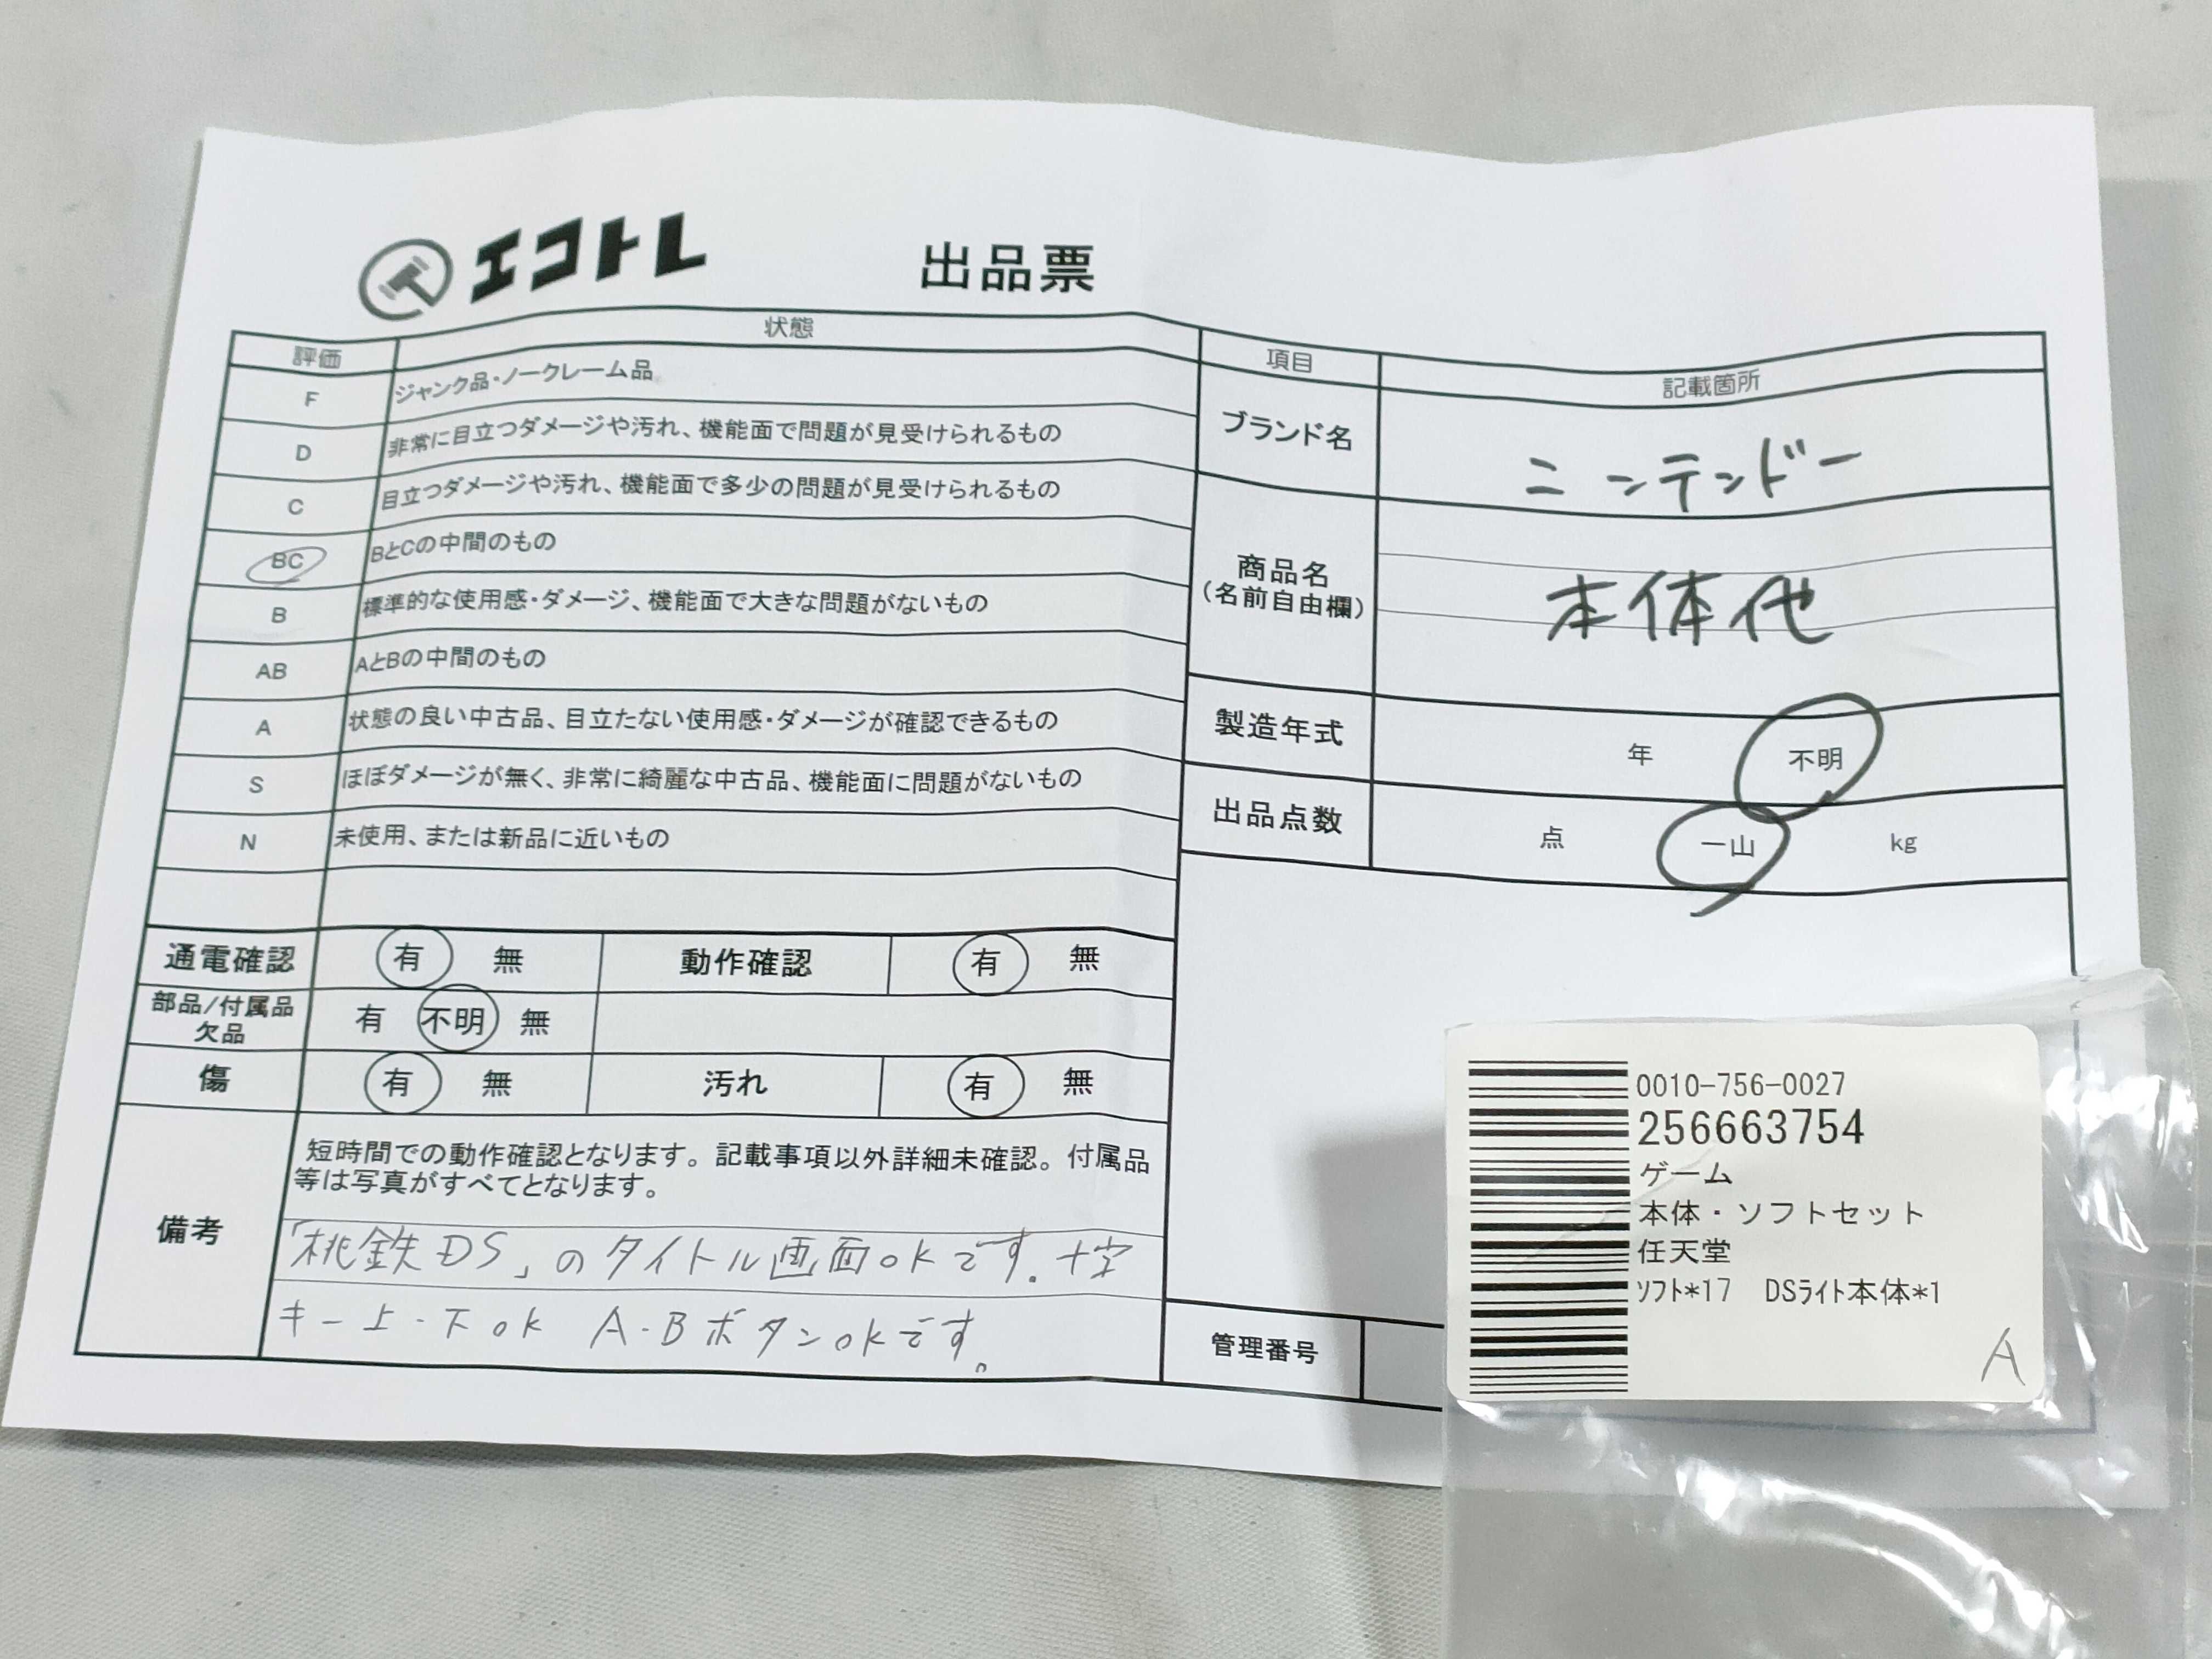 エコトレ
出品票
評価 状態
F ジャンク品・ノークレーム品
D 非常に目立つダメージや汚れ、機能面で問題が見受けられるもの
C 目立つダメージや汚れ、機能面で多少の問題が見受けられるもの
BC BとCの中間のもの
B 標準的な使用感・ダメージ、機能面で大きな問題がないもの
AB AとBの中間のもの
A 状態の良い中古品、目立たない使用感・ダメージが確認できるもの
S ほぼダメージが無く、非常に綺麗な中古品、機能面に問題がないもの
N 未使用、または新品に近いもの
通電確認 有 無 動作確認 有 無
部品/付属品
欠品
有 不明 無
傷 有 無 汚れ 有 無
備考
短時間での動作確認となります。記載事項以外詳細未確認。付属品
等は写真がすべてとなります。
「桃鉄DS」のタイトル画面okです。十字
キー上・下ok A・Bボタンokです。
項目 記載箇所
ブランド名 ニンテンドー
商品名
(名前自由欄)
本体他
製造年式 年 不明
出品点数 点 一山 kg
管理番号
0010-756-0027
256663754
ゲーム
本体・ソフトセット
任天堂
ソフト*17 DSライト本体*1
A